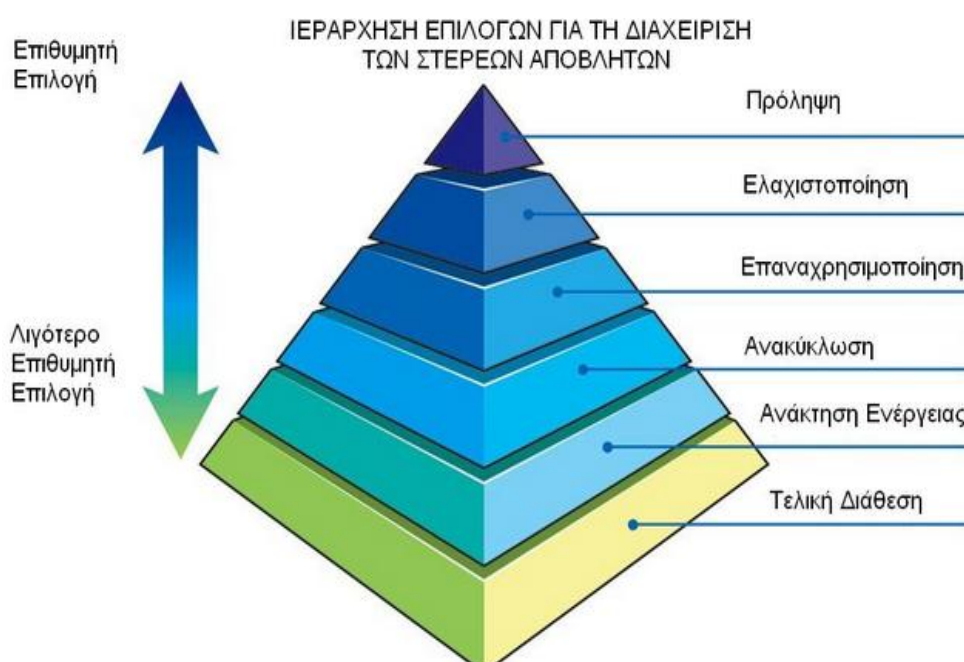 ΙΕΡΑΡΧΗΣΗ ΕΠΙΛΟΓΩΝ ΓΙΑ ΤΗ ΔΙΑΧΕΙΡΙΣΗ
ΤΩΝ ΣΤΕΡΕΩΝ ΑΠΟΒΛΗΤΩΝ
Επιθυμητή
Επιλογή
Πρόληψη
Ελαχιστοποίηση
Επαναχρησιμοποίηση
Λιγότερο
Επιθυμητή
Επιλογή
Ανακύκλωση
Ανάκτηση Ενέργειας
Τελική Διάθεση